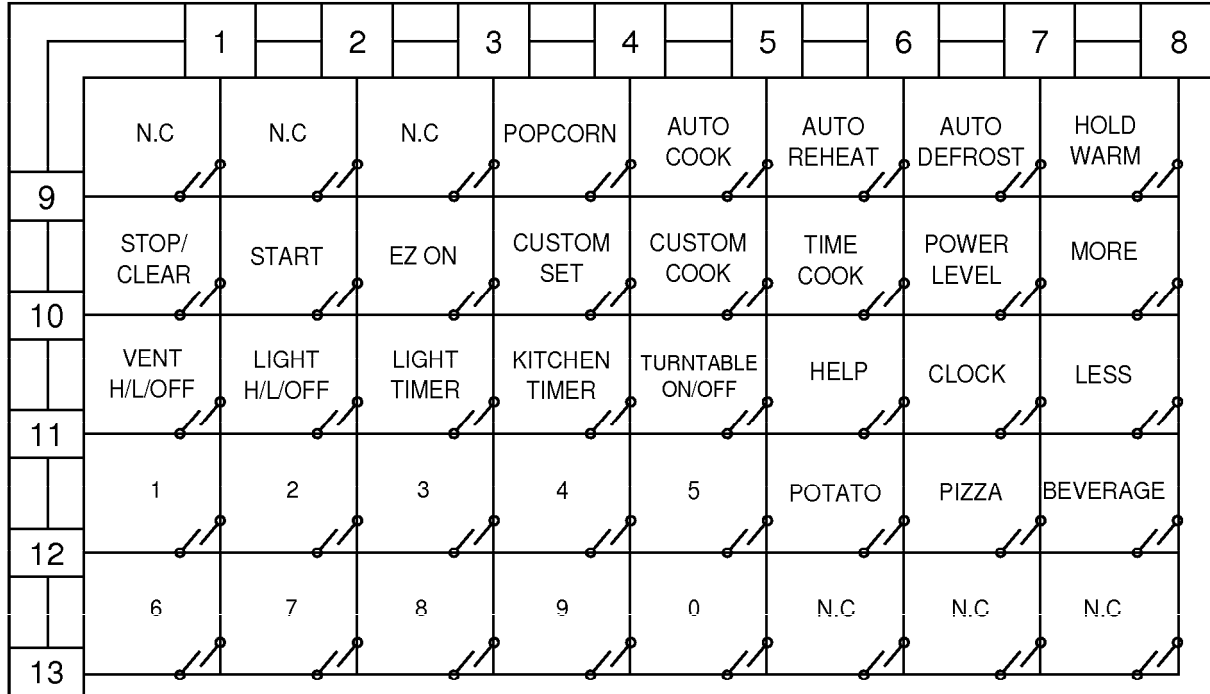 1 2 3 4 5 6 7 8
N.C N.C N.C POPCORN AUTO COOK AUTO REHEAT AUTO DEFROST HOLD WARM
9
STOP/ CLEAR START EZ ON CUSTOM SET CUSTOM COOK TIME COOK POWER LEVEL MORE
10
VENT H/L/OFF LIGHT H/L/OFF LIGHT TIMER KITCHEN TIMER TURNTABLE ON/OFF HELP CLOCK LESS
11
1 2 3 4 5 POTATO PIZZA BEVERAGE
12
6 7 8 9 0 N.C N.C N.C
13